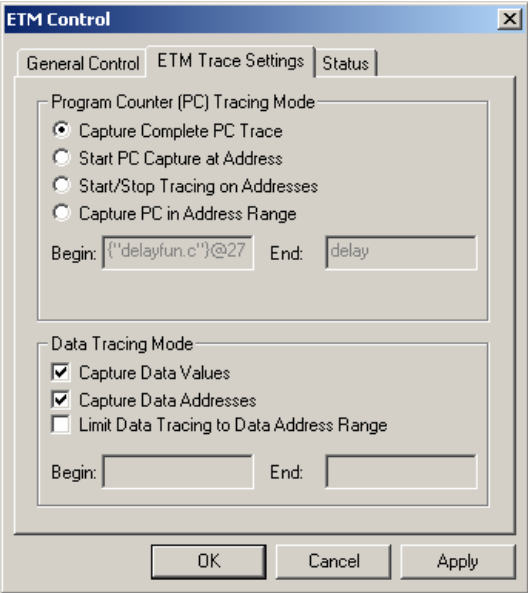 ETM Control
General Control ETM Trace Settings Status
Program Counter (PC) Tracing Mode
Capture Complete PC Trace
Start PC Capture at Address
Start/Stop Tracing on Addresses
Capture PC in Address Range
Begin: {"delayfun.c"}@27 End: delay
Data Tracing Mode
Capture Data Values
Capture Data Addresses
Limit Data Tracing to Data Address Range
Begin: End:
OK Cancel Apply